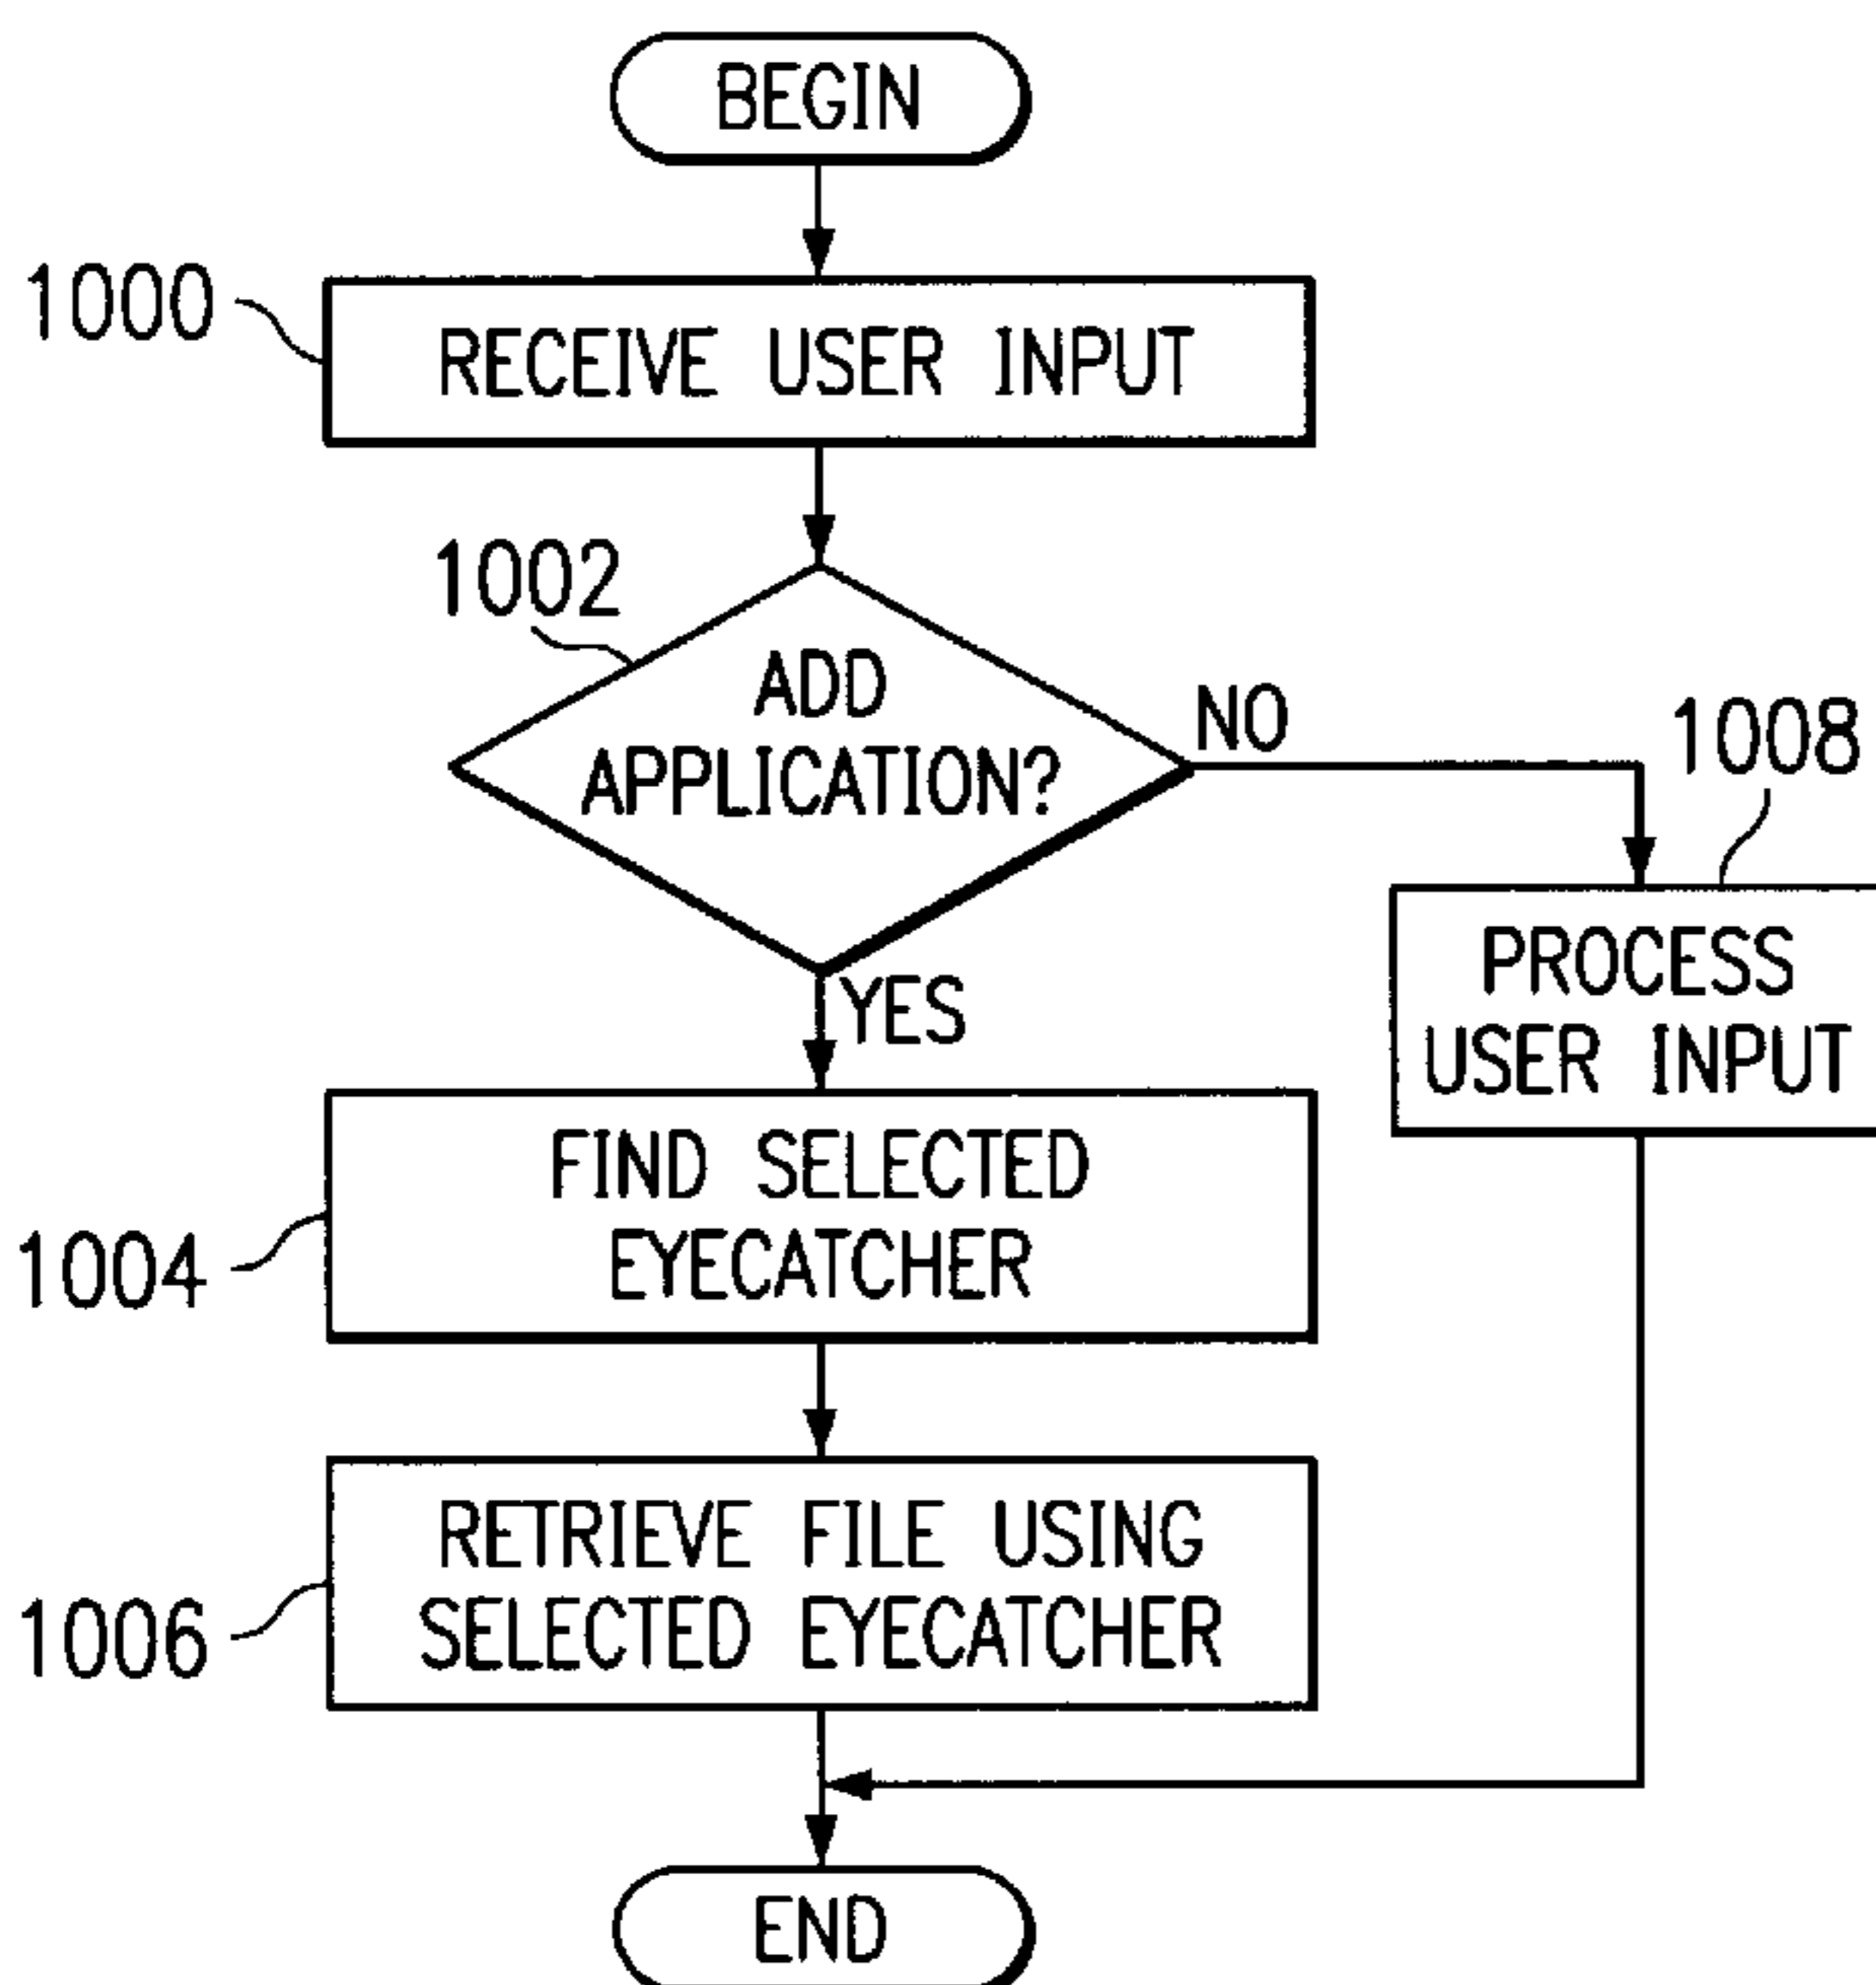 BEGIN
1000
RECEIVE USER INPUT
1002
ADD
APPLICATION?
NO
1008
YES
PROCESS
USER INPUT
1004
FIND SELECTED
EYECATCHER
1006
RETRIEVE FILE USING
SELECTED EYECATCHER
END